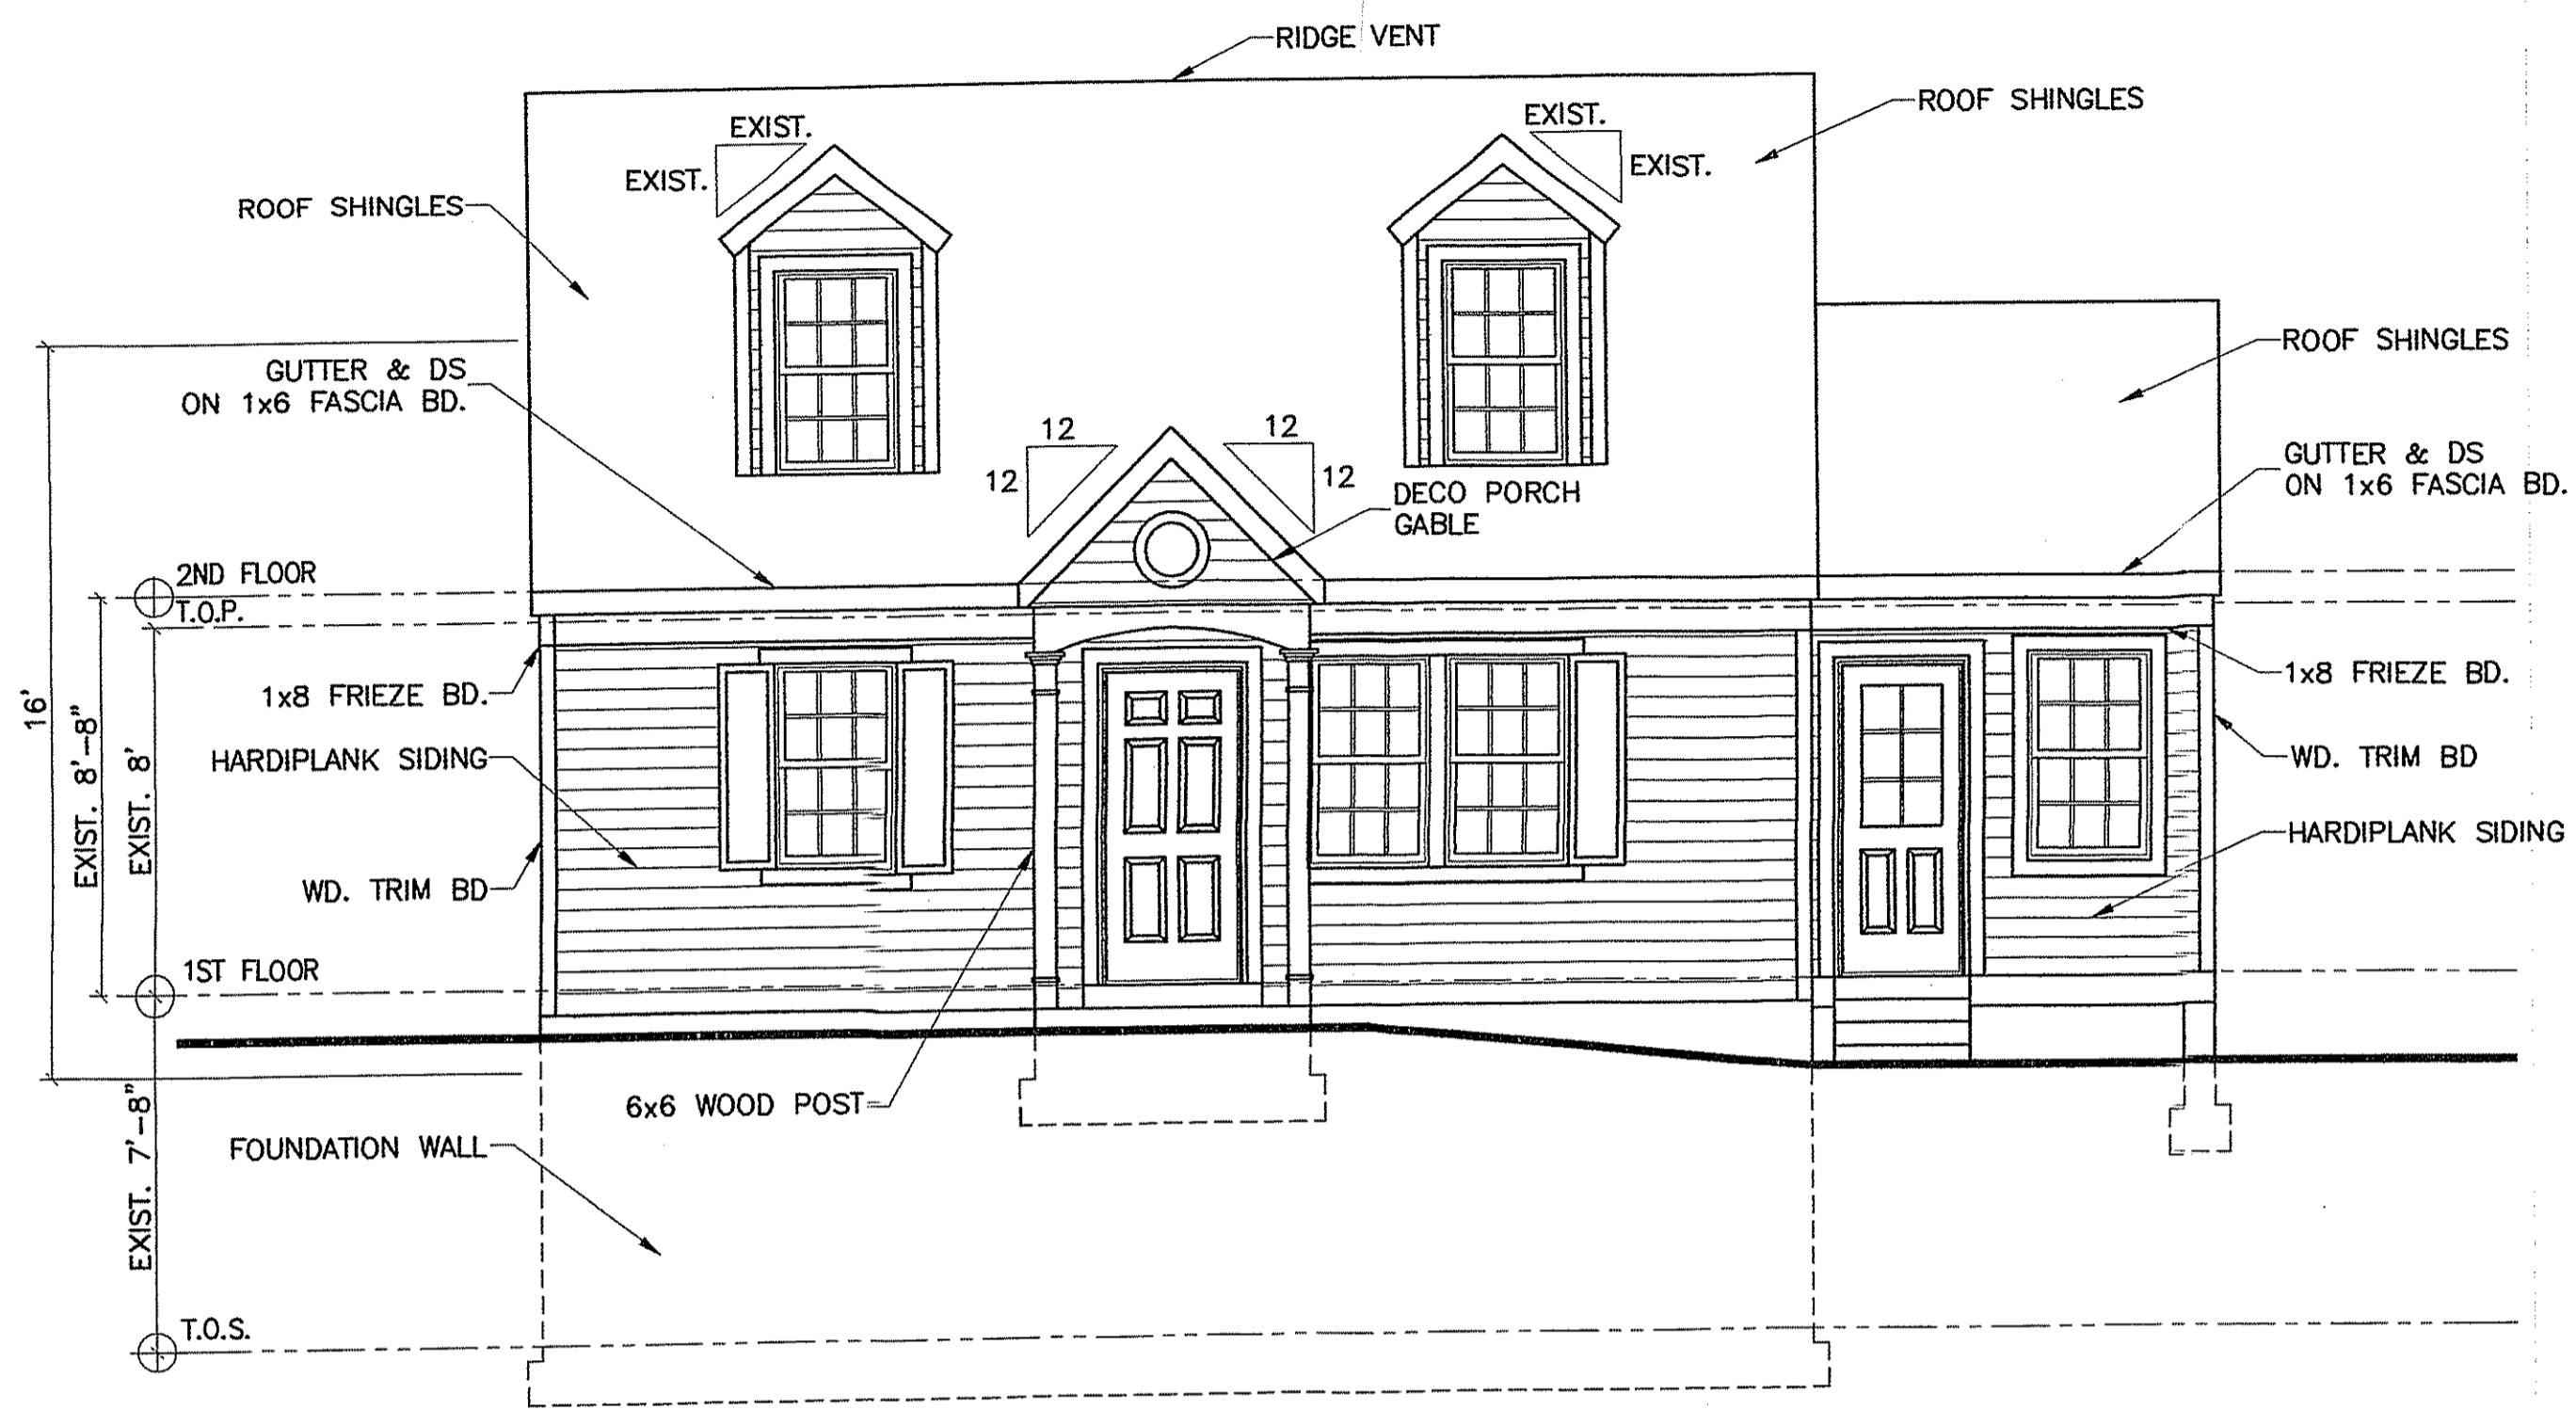 RIDGE VENT
ROOF SHINGLES
EXIST.
EXIST.
EXIST.
EXIST.
ROOF SHINGLES
ROOF SHINGLES
GUTTER & DS
ON 1x6 FASCIA BD.
12
12
12
12
DECO PORCH
GABLE
GUTTER & DS
ON 1x6 FASCIA BD.
2ND FLOOR
T.O.P.
1x8 FRIEZE BD.
1x8 FRIEZE BD.
16'
EXIST. 8'-8"
EXIST. 8'
HARDIPLANK SIDING
WD. TRIM BD
WD. TRIM BD
HARDIPLANK SIDING
1ST FLOOR
6x6 WOOD POST
EXIST. 7'-8"
FOUNDATION WALL
T.O.S.